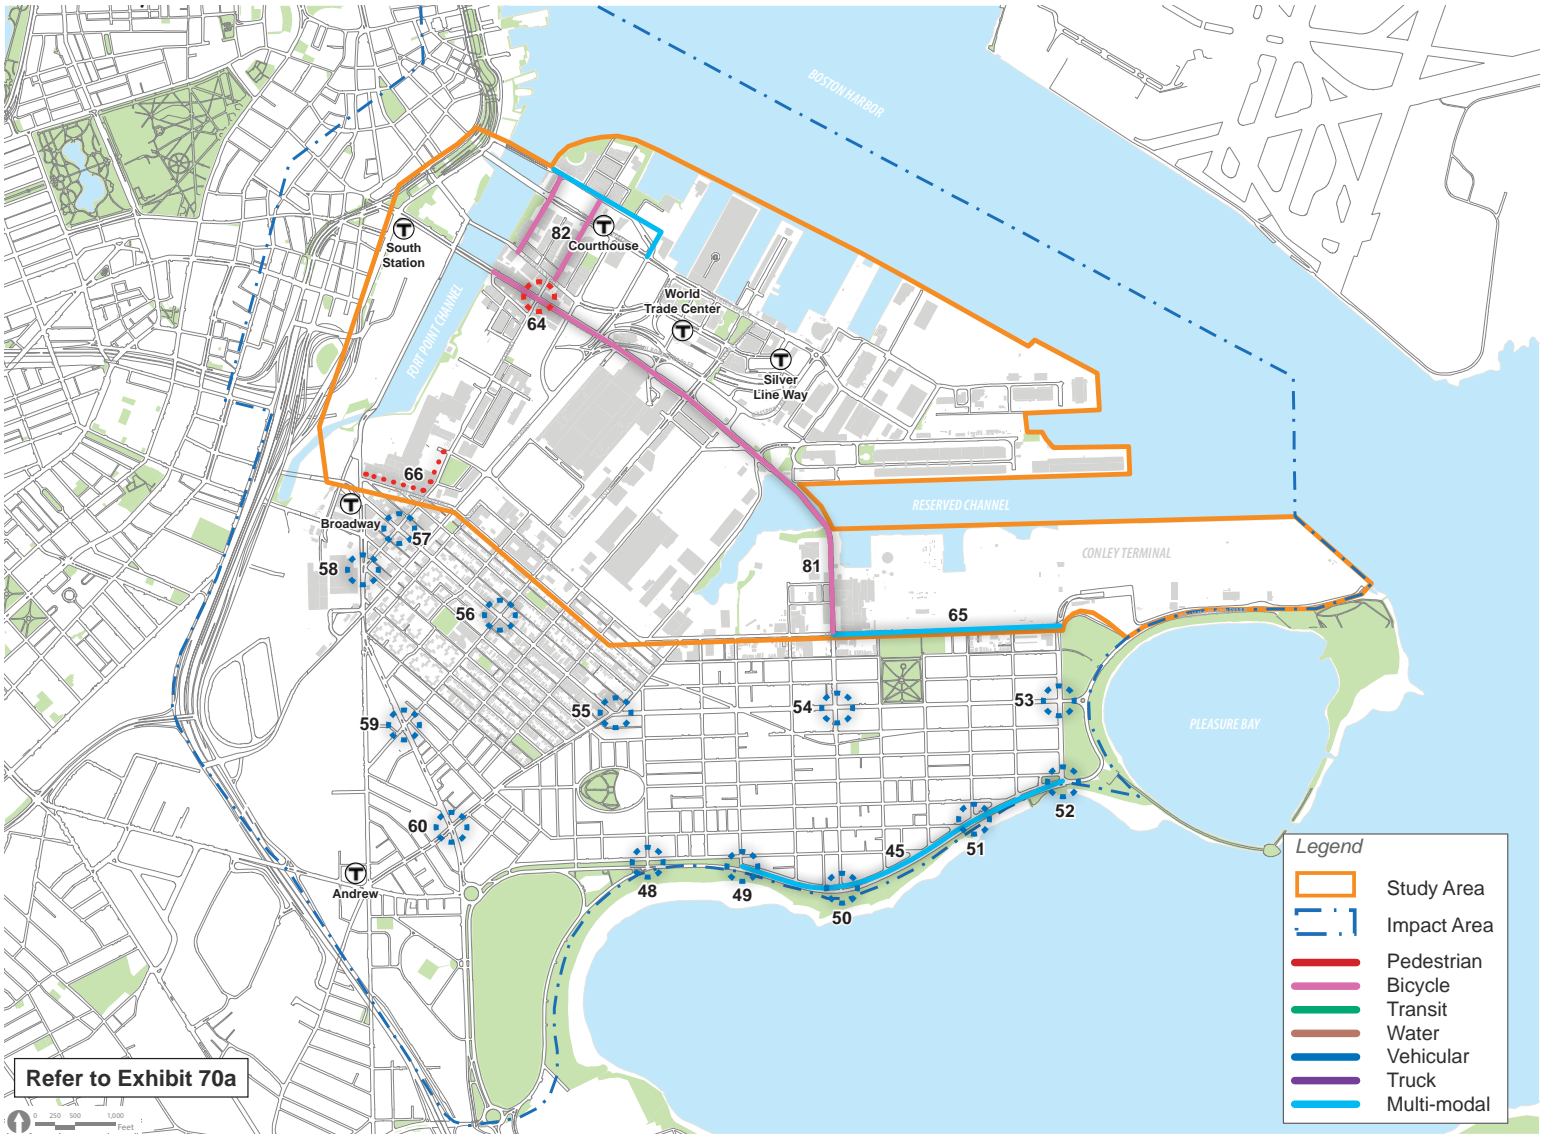 BOSTON HARBOR
82
T
Courthouse
T
South
Station
World
Trade Center
T
64
FORT POINT CHANNEL
T
Silver
Line Way
66
T
Broadway
57
RESERVED CHANNEL
CONLEY TERMINAL
58
81
56
65
55
54
53
59
PLEASURE BAY
60
52
51
45
T
Andrew
48
49
50
Legend
Study Area
Impact Area
Pedestrian
Bicycle
Transit
Water
Vehicular
Truck
Multi-modal
Refer to Exhibit 70a
0 250 500 1,000
Feet